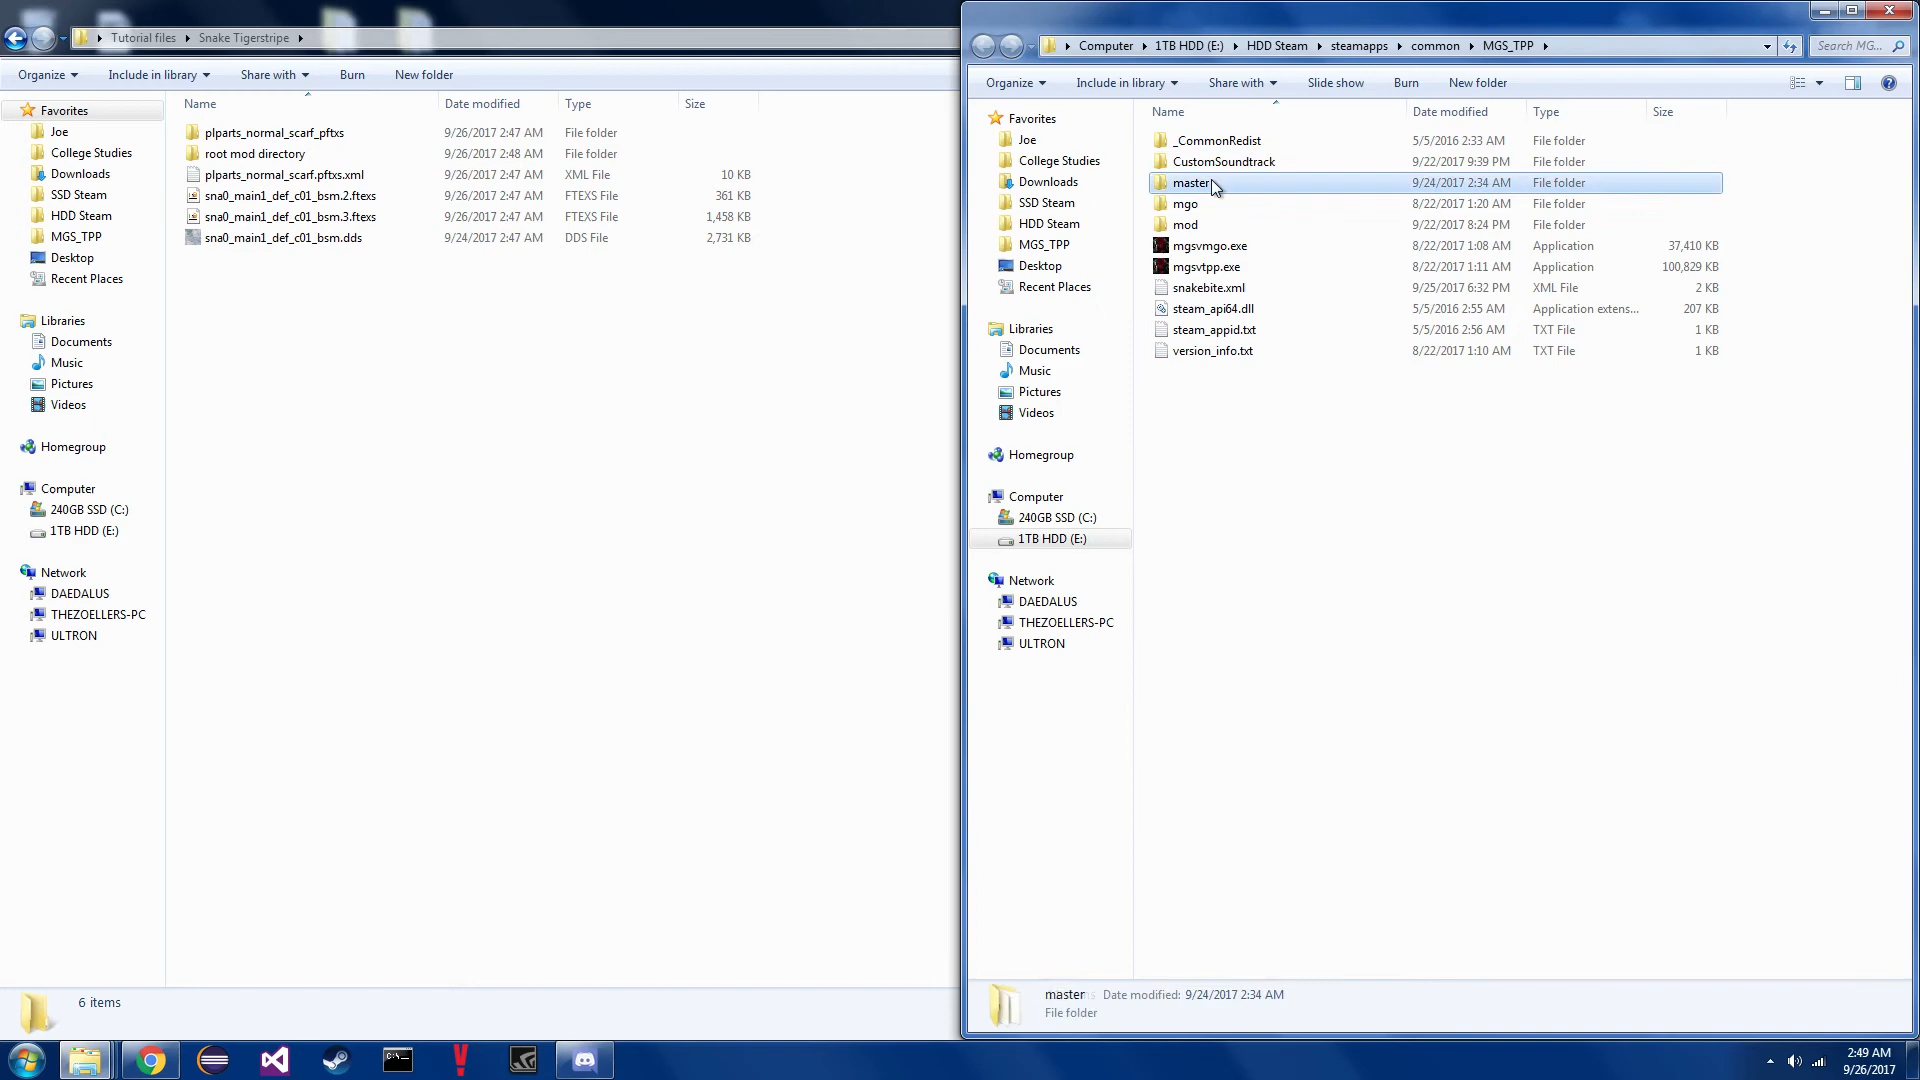 Tutorial files Snake Tigerstripe
Organize Include in library Share with Burn New folder
Name Date modified Type Size
Favorites
Joe
College Studies
Downloads
SSD Steam
HDD Steam
MGS_TPP
Desktop
Recent Places
Libraries
Documents
Music
Pictures
Videos
Homegroup
Computer
240GB SSD (C:)
1TB HDD (E:)
Network
DAEDALUS
THEZOELLERS-PC
ULTRON
plparts_normal_scarf_pftxs 9/26/2017 2:47 AM File folder
root mod directory 9/26/2017 2:48 AM File folder
plparts_normal_scarf.pftxs.xml 9/26/2017 2:47 AM XML File 10 KB
sna0_main1_def_c01_bsm.2.ftexs 9/26/2017 2:47 AM FTEXS File 361 KB
sna0_main1_def_c01_bsm.3.ftexs 9/26/2017 2:47 AM FTEXS File 1,458 KB
sna0_main1_def_c01_bsm.dds 9/24/2017 2:47 AM DDS File 2,731 KB
6 items
Computer 1TB HDD (E:) HDD Steam steamapps common MGS_TPP
Search MG...
Organize Include in library Share with Slide show Burn New folder
Name Date modified Type Size
Favorites
Joe
College Studies
Downloads
SSD Steam
HDD Steam
MGS_TPP
Desktop
Recent Places
Libraries
Documents
Music
Pictures
Videos
Homegroup
Computer
240GB SSD (C:)
1TB HDD (E:)
Network
DAEDALUS
THEZOELLERS-PC
ULTRON
_CommonRedist 5/5/2016 2:33 AM File folder
CustomSoundtrack 9/22/2017 9:39 PM File folder
master 9/24/2017 2:34 AM File folder
mgo 8/22/2017 1:20 AM File folder
mod 9/22/2017 8:24 PM File folder
mgsvmgo.exe 8/22/2017 1:08 AM Application 37,410 KB
mgsvtpp.exe 8/22/2017 1:11 AM Application 100,829 KB
snakebite.xml 9/25/2017 6:32 PM XML File 2 KB
steam_api64.dll 5/5/2016 2:55 AM Application extens... 207 KB
steam_appid.txt 5/5/2016 2:56 AM TXT File 1 KB
version_info.txt 8/22/2017 1:10 AM TXT File 1 KB
master Date modified: 9/24/2017 2:34 AM
File folder
2:49 AM
9/26/2017